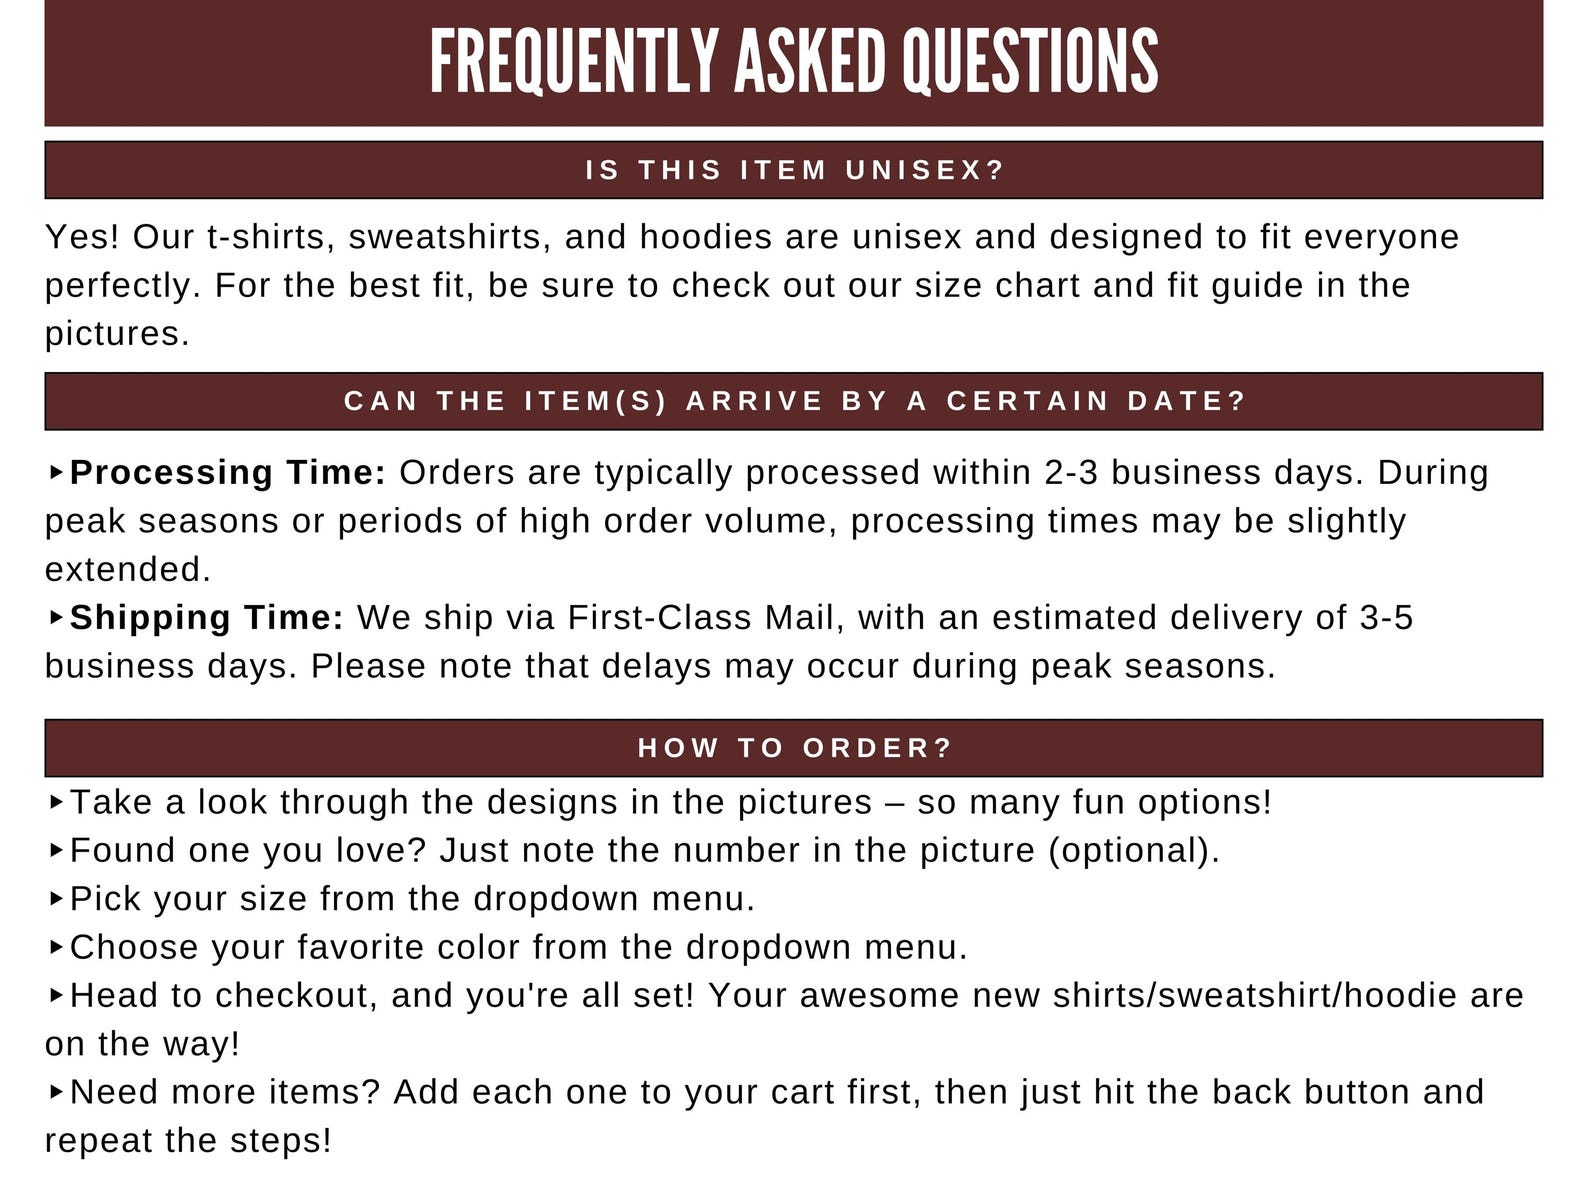 FREQUENTLY ASKED QUESTIONS
IS THIS ITEM UNISEX?
Yes! Our t-shirts, sweatshirts, and hoodies are unisex and designed to fit everyone
perfectly. For the best fit, be sure to check out our size chart and fit guide in the
pictures.
CAN THE ITEM(S) ARRIVE BY A CERTAIN DATE?
‣Processing Time: Orders are typically processed within 2-3 business days. During
peak seasons or periods of high order volume, processing times may be slightly
extended.
‣Shipping Time: We ship via First-Class Mail, with an estimated delivery of 3-5
business days. Please note that delays may occur during peak seasons.
HOW TO ORDER?
‣Take a look through the designs in the pictures – so many fun options!
‣Found one you love? Just note the number in the picture (optional).
‣Pick your size from the dropdown menu.
‣Choose your favorite color from the dropdown menu.
‣Head to checkout, and you're all set! Your awesome new shirts/sweatshirt/hoodie are
on the way!
‣Need more items? Add each one to your cart first, then just hit the back button and
repeat the steps!